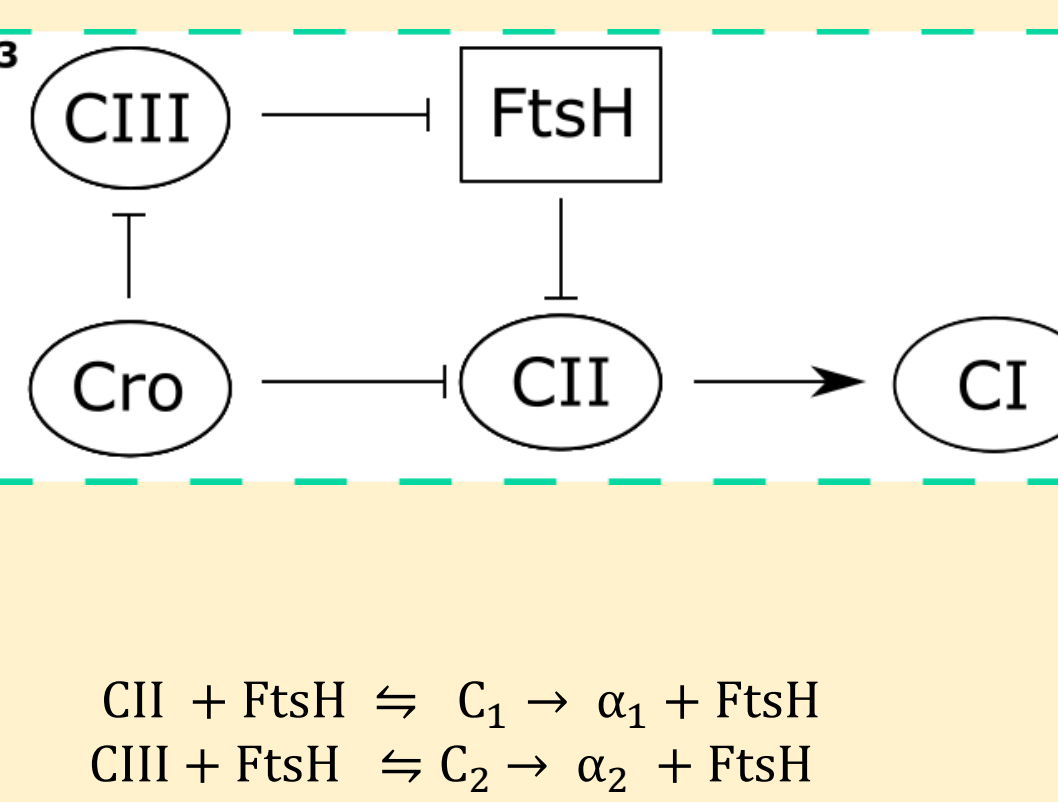 3
CIII FtsH
Cro CII CI
CII + FtsH ⇋ C₁ → α₁ + FtsH
CIII + FtsH ⇋ C₂ → α₂ + FtsH